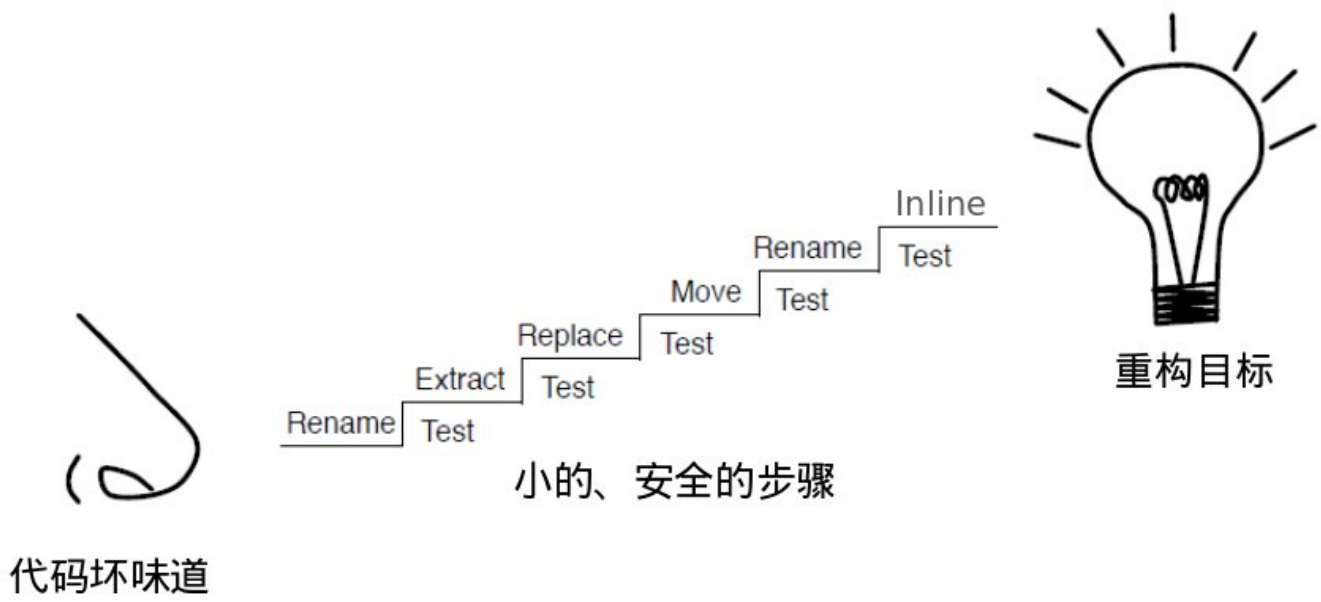 Inline
Rename
Test
Move
Test
Replace
Test
Extract
Test
Rename
Test
重构目标
小的、安全的步骤
代码坏味道